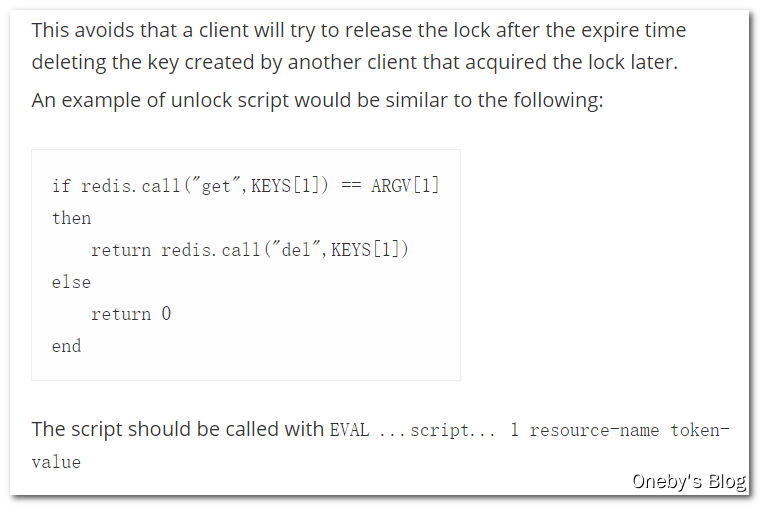 This avoids that a client will try to release the lock after the expire time
deleting the key created by another client that acquired the lock later.
An example of unlock script would be similar to the following:
if redis.call("get",KEYS[1]) == ARGV[1]
then
    return redis.call("del",KEYS[1])
else
    return 0
end
The script should be called with EVAL ...script... 1 resource-name token-
value
Oneby's Blog